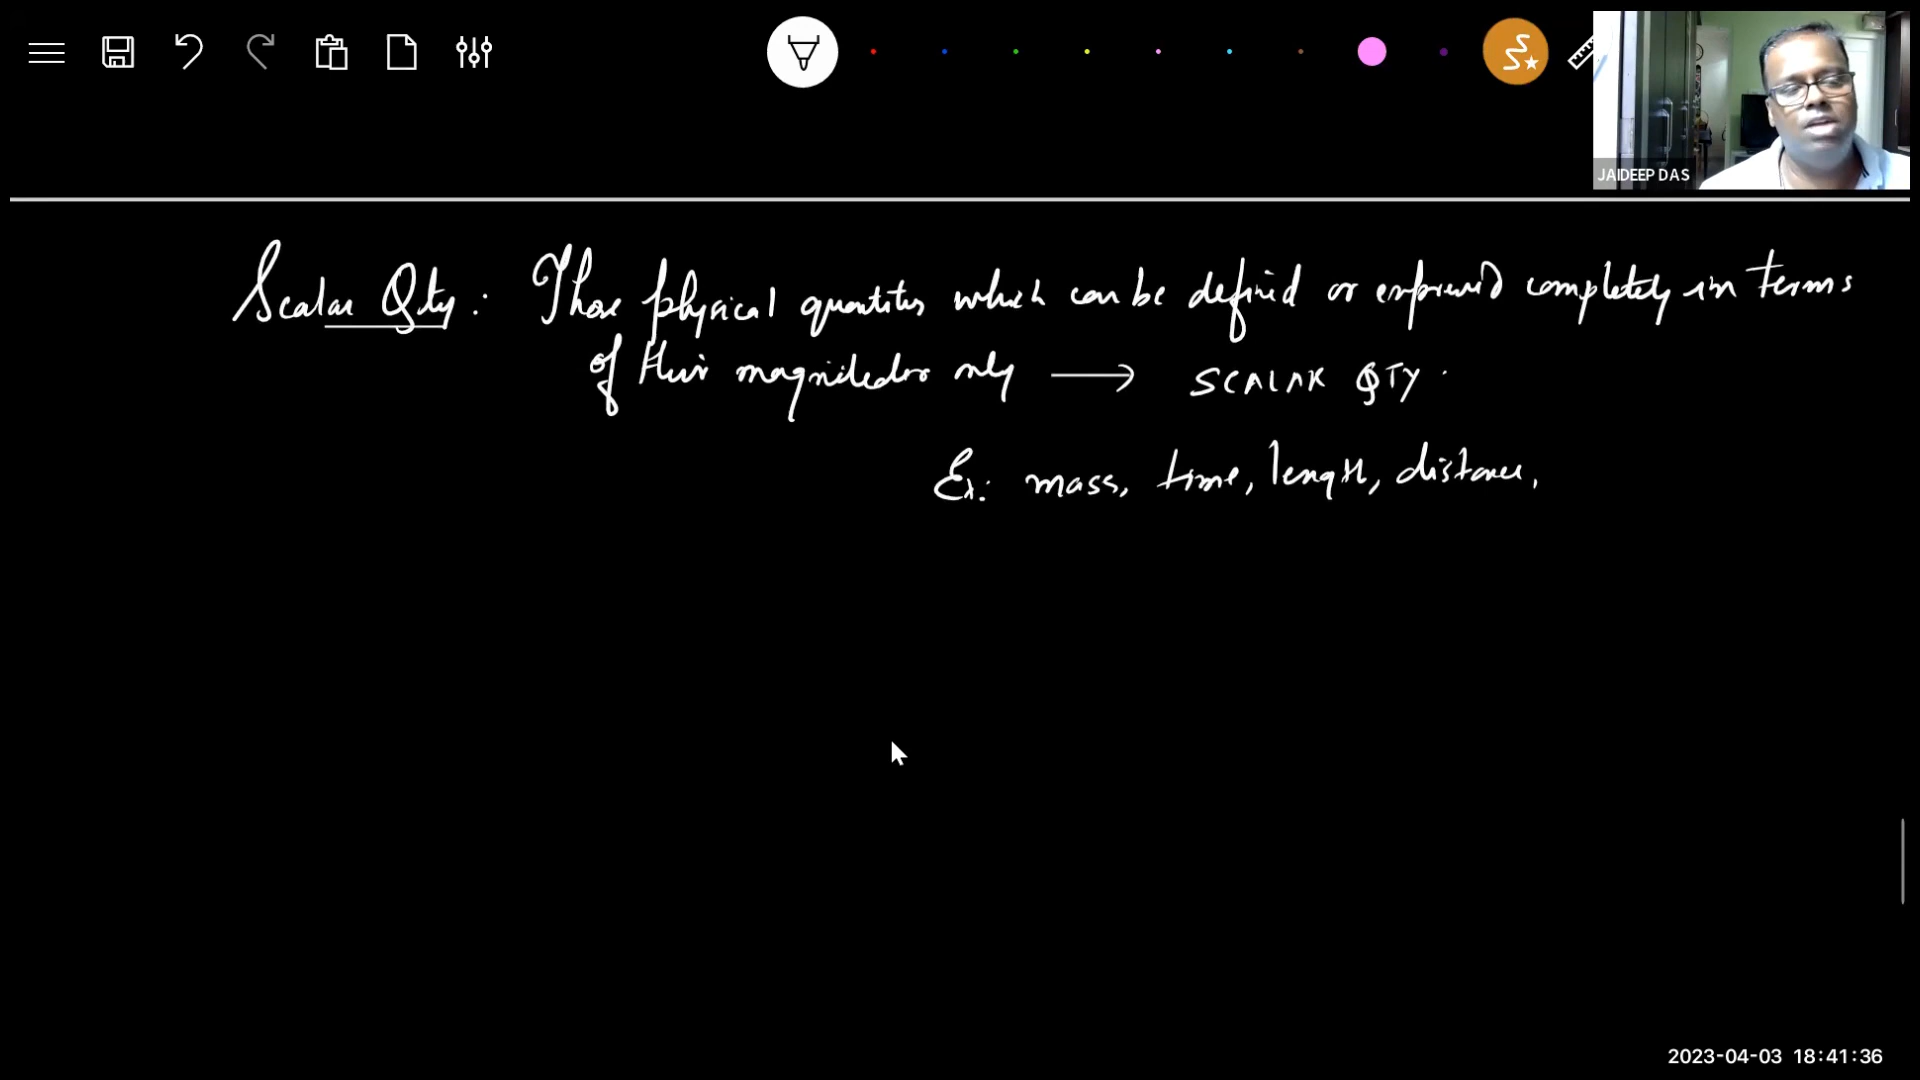 JAIDEEP DAS
Scalar Qty : Those physical quantities which can be defined or expressed completely in terms
of their magnitudes only → SCALAR QTY.
Ex: mass, time, length, distance,
2023-04-03 18:41:36